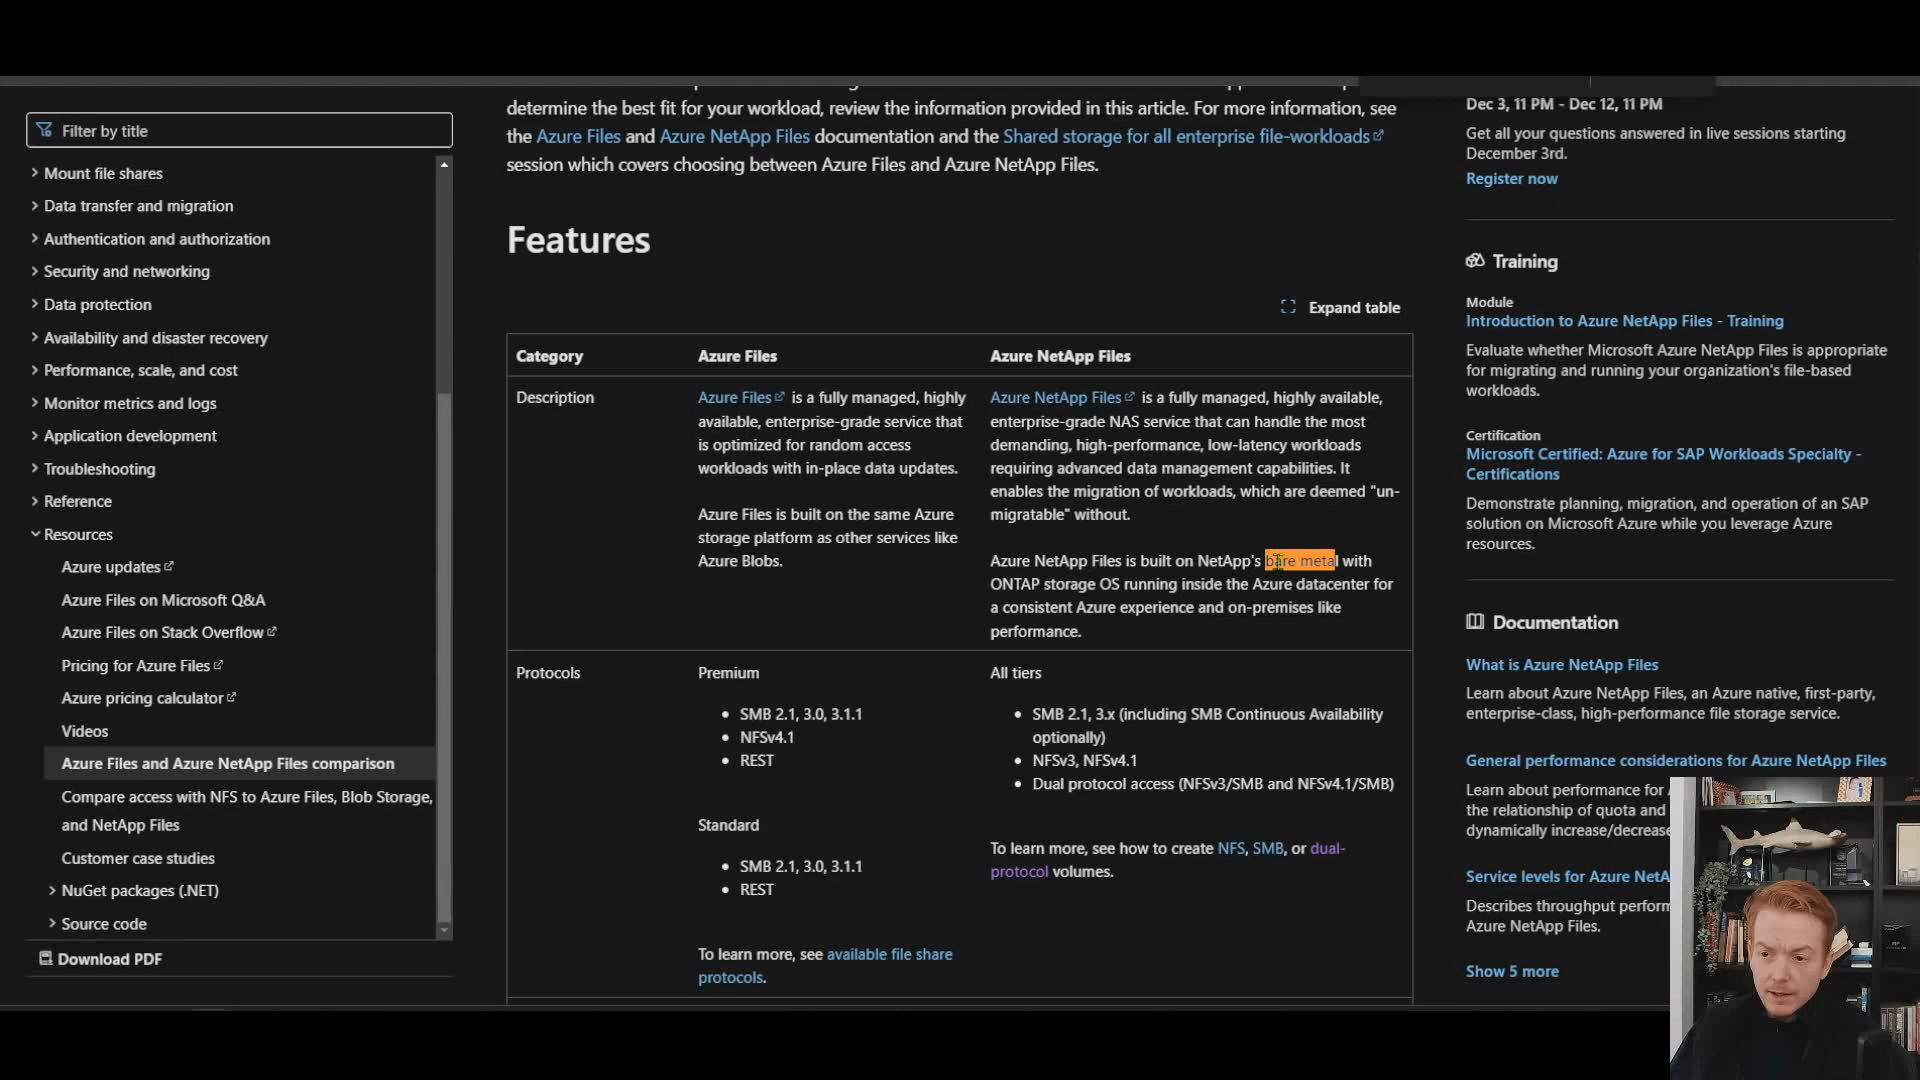 Filter by title
Mount file shares
Data transfer and migration
Authentication and authorization
Security and networking
Data protection
Availability and disaster recovery
Performance, scale, and cost
Monitor metrics and logs
Application development
Troubleshooting
Reference
Resources
Azure updates
Azure Files on Microsoft Q&A
Azure Files on Stack Overflow
Pricing for Azure Files
Azure pricing calculator
Videos
Azure Files and Azure NetApp Files comparison
Compare access with NFS to Azure Files, Blob Storage,
and NetApp Files
Customer case studies
NuGet packages (.NET)
Source code
Download PDF
determine the best fit for your workload, review the information provided in this article. For more information, see
the Azure Files and Azure NetApp Files documentation and the Shared storage for all enterprise file-workloads
session which covers choosing between Azure Files and Azure NetApp Files.
Features
Expand table
Category Azure Files Azure NetApp Files
Description
Azure Files is a fully managed, highly
available, enterprise-grade service that
is optimized for random access
workloads with in-place data updates.
Azure Files is built on the same Azure
storage platform as other services like
Azure Blobs.
Azure NetApp Files is a fully managed, highly available,
enterprise-grade NAS service that can handle the most
demanding, high-performance, low-latency workloads
requiring advanced data management capabilities. It
enables the migration of workloads, which are deemed "un-
migratable" without.
Azure NetApp Files is built on NetApp's bare metal with
ONTAP storage OS running inside the Azure datacenter for
a consistent Azure experience and on-premises like
performance.
Protocols
Premium
• SMB 2.1, 3.0, 3.1.1
• NFSv4.1
• REST
Standard
• SMB 2.1, 3.0, 3.1.1
• REST
To learn more, see available file share
protocols.
All tiers
• SMB 2.1, 3.x (including SMB Continuous Availability
optionally)
• NFSv3, NFSv4.1
• Dual protocol access (NFSv3/SMB and NFSv4.1/SMB)
To learn more, see how to create NFS, SMB, or dual-
protocol volumes.
Dec 3, 11 PM - Dec 12, 11 PM
Get all your questions answered in live sessions starting
December 3rd.
Register now
Training
Module
Introduction to Azure NetApp Files - Training
Evaluate whether Microsoft Azure NetApp Files is appropriate
for migrating and running your organization's file-based
workloads.
Certification
Microsoft Certified: Azure for SAP Workloads Specialty -
Certifications
Demonstrate planning, migration, and operation of an SAP
solution on Microsoft Azure while you leverage Azure
resources.
Documentation
What is Azure NetApp Files
Learn about Azure NetApp Files, an Azure native, first-party,
enterprise-class, high-performance file storage service.
General performance considerations for Azure NetApp Files
Learn about performance for
the relationship of quota and
dynamically increase/decrease
Service levels for Azure
Describes throughput
Azure NetApp Files.
Show 5 more